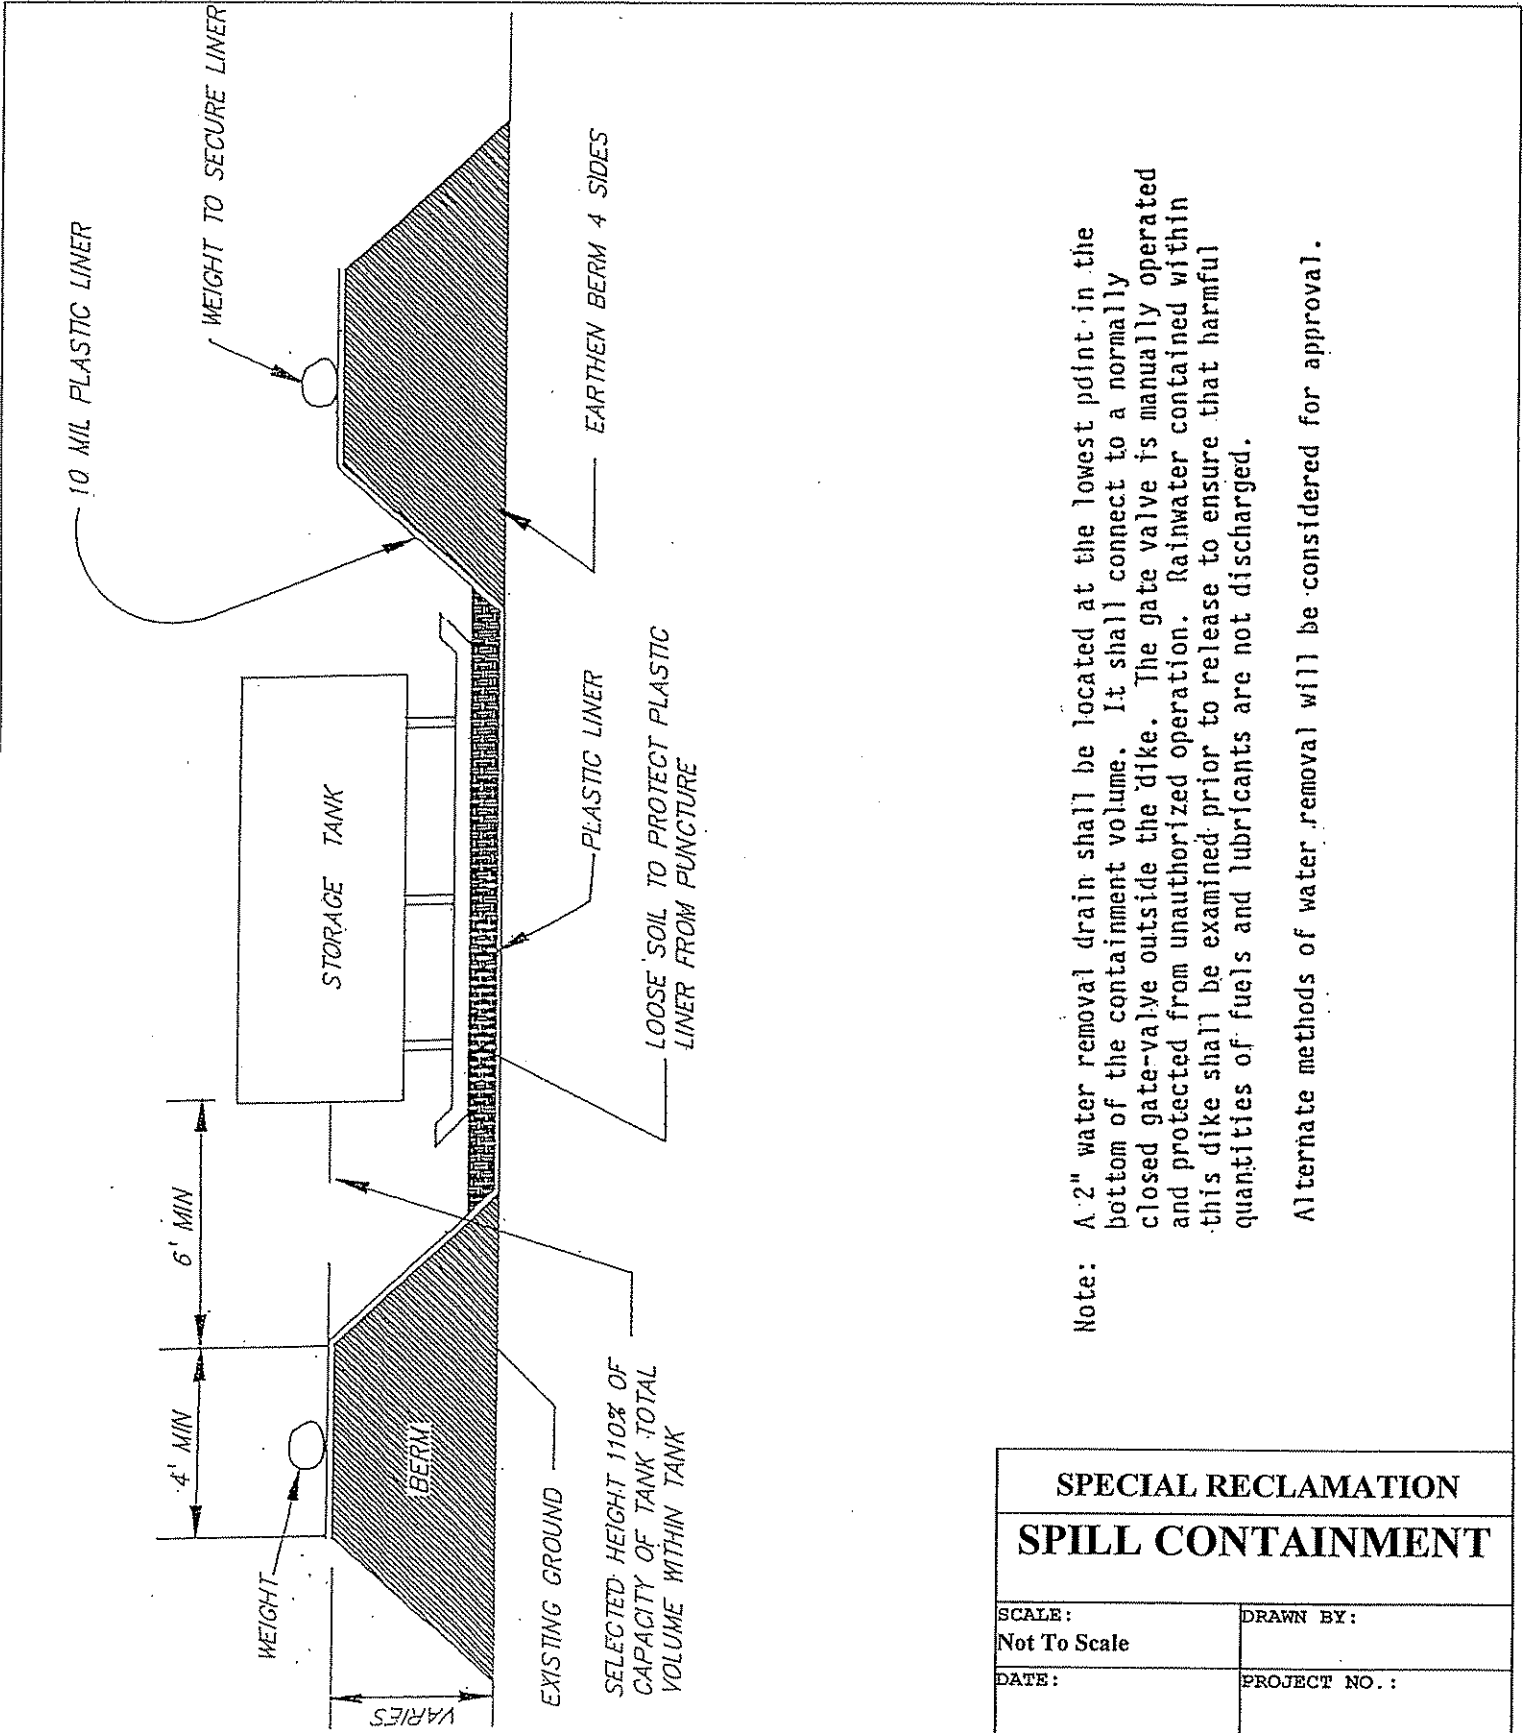 10 MIL PLASTIC LINER
WEIGHT TO SECURE LINER
4' MIN
6' MIN
WEIGHT
STORAGE TANK
BERM
VARIES
EARTHEN BERM 4 SIDES
PLASTIC LINER
LOOSE SOIL TO PROTECT PLASTIC
LINER FROM PUNCTURE
EXISTING GROUND
SELECTED HEIGHT 110% OF
CAPACITY OF TANK TOTAL
VOLUME WITHIN TANK
Note: A 2" water removal drain shall be located at the lowest point in the
bottom of the containment volume. It shall connect to a normally
closed gate-valve outside the dike. The gate valve is manually operated
and protected from unauthorized operation. Rainwater contained within
this dike shall be examined prior to release to ensure that harmful
quantities of fuels and lubricants are not discharged.
Alternate methods of water removal will be considered for approval.
SPECIAL RECLAMATION
SPILL CONTAINMENT
SCALE:
Not To Scale
DRAWN BY:
DATE:
PROJECT NO.: